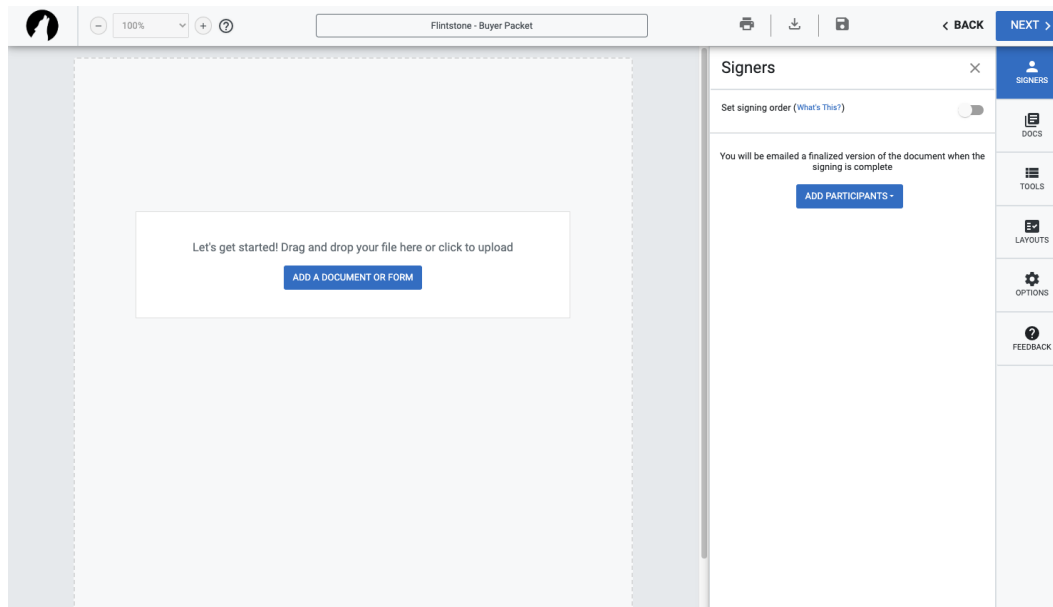 100%
Flintstone - Buyer Packet
BACK
NEXT
Signers
SIGNERS
Set signing order (What's This?)
DOCS
You will be emailed a finalized version of the document when the
signing is complete
TOOLS
ADD PARTICIPANTS
LAYOUTS
Let's get started! Drag and drop your file here or click to upload
ADD A DOCUMENT OR FORM
OPTIONS
FEEDBACK